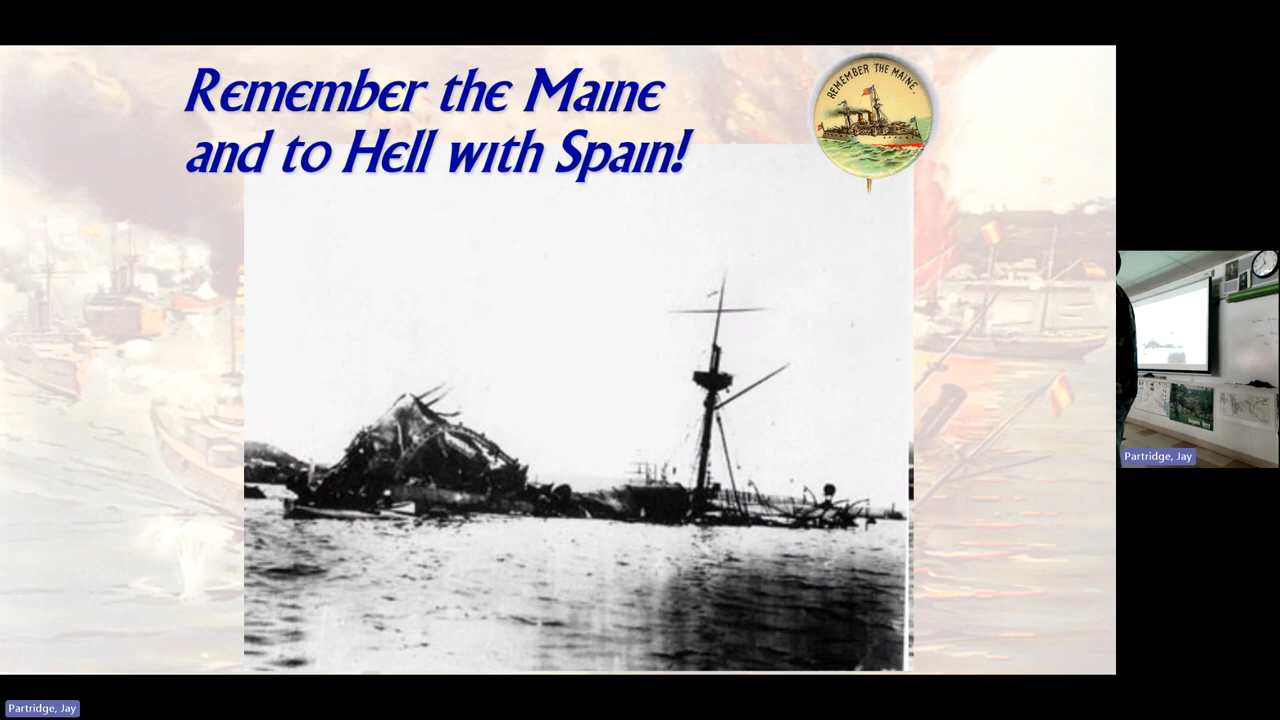 Remember the Maine
and to Hell with Spain!
REMEMBER THE MAINE.
Partridge, Jay
Partridge, Jay